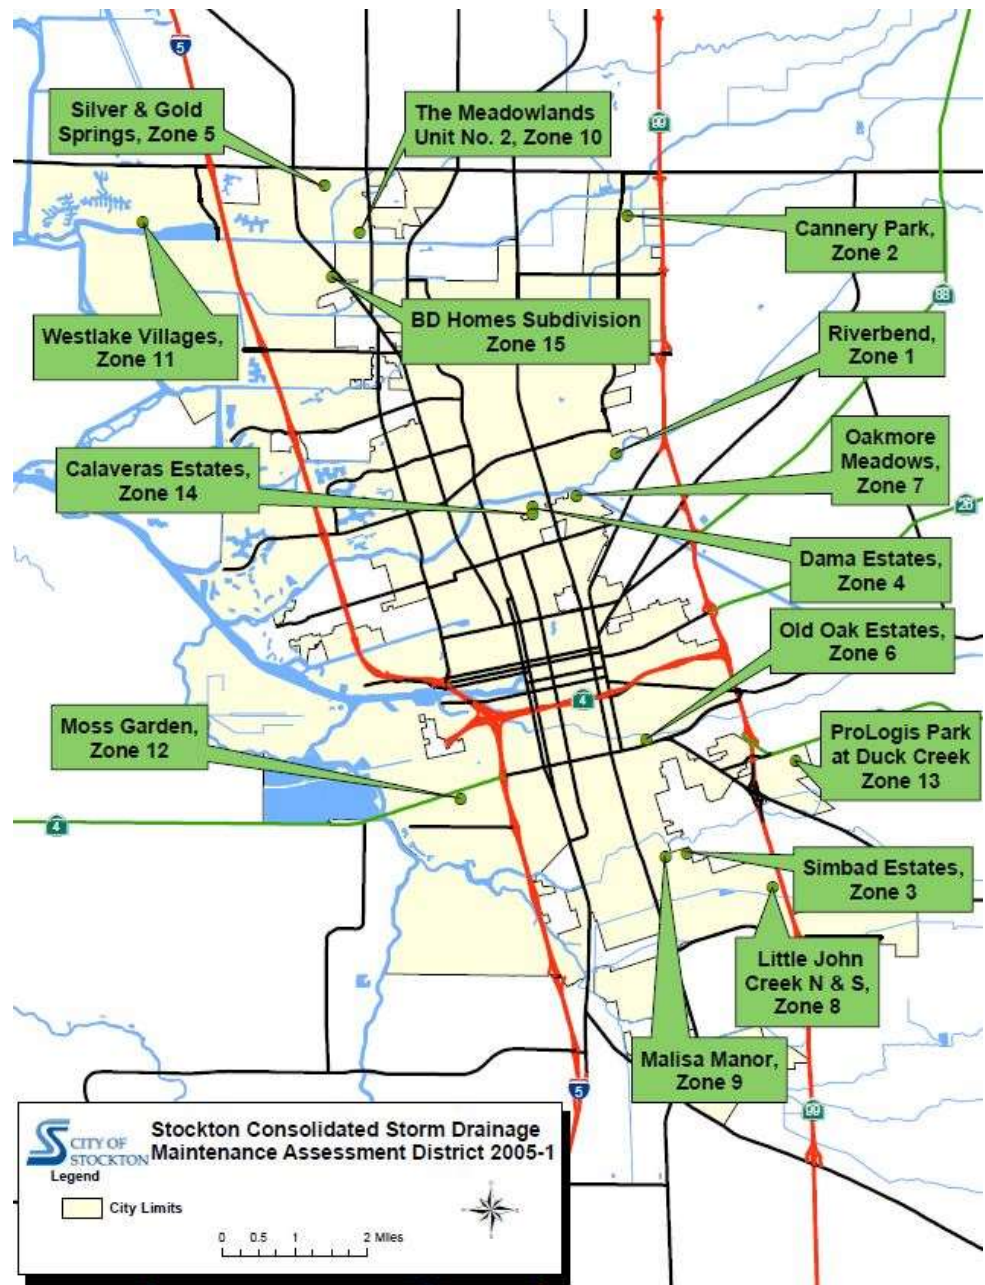 5
99
Silver & Gold
Springs, Zone 5
The Meadowlands
Unit No. 2, Zone 10
Cannery Park,
Zone 2
88
Westlake Villages,
Zone 11
BD Homes Subdivision
Zone 15
Riverbend,
Zone 1
Oakmore
Meadows,
Zone 7
Calaveras Estates,
Zone 14
26
Dama Estates,
Zone 4
Old Oak Estates,
Zone 6
4
Moss Garden,
Zone 12
ProLogis Park
at Duck Creek
Zone 13
4
Simbad Estates,
Zone 3
Little John
Creek N & S,
Zone 8
Malisa Manor,
Zone 9
5
99
CITY OF
STOCKTON
Stockton Consolidated Storm Drainage
Maintenance Assessment District 2005-1
Legend
City Limits
0 0.5 1 2 Miles